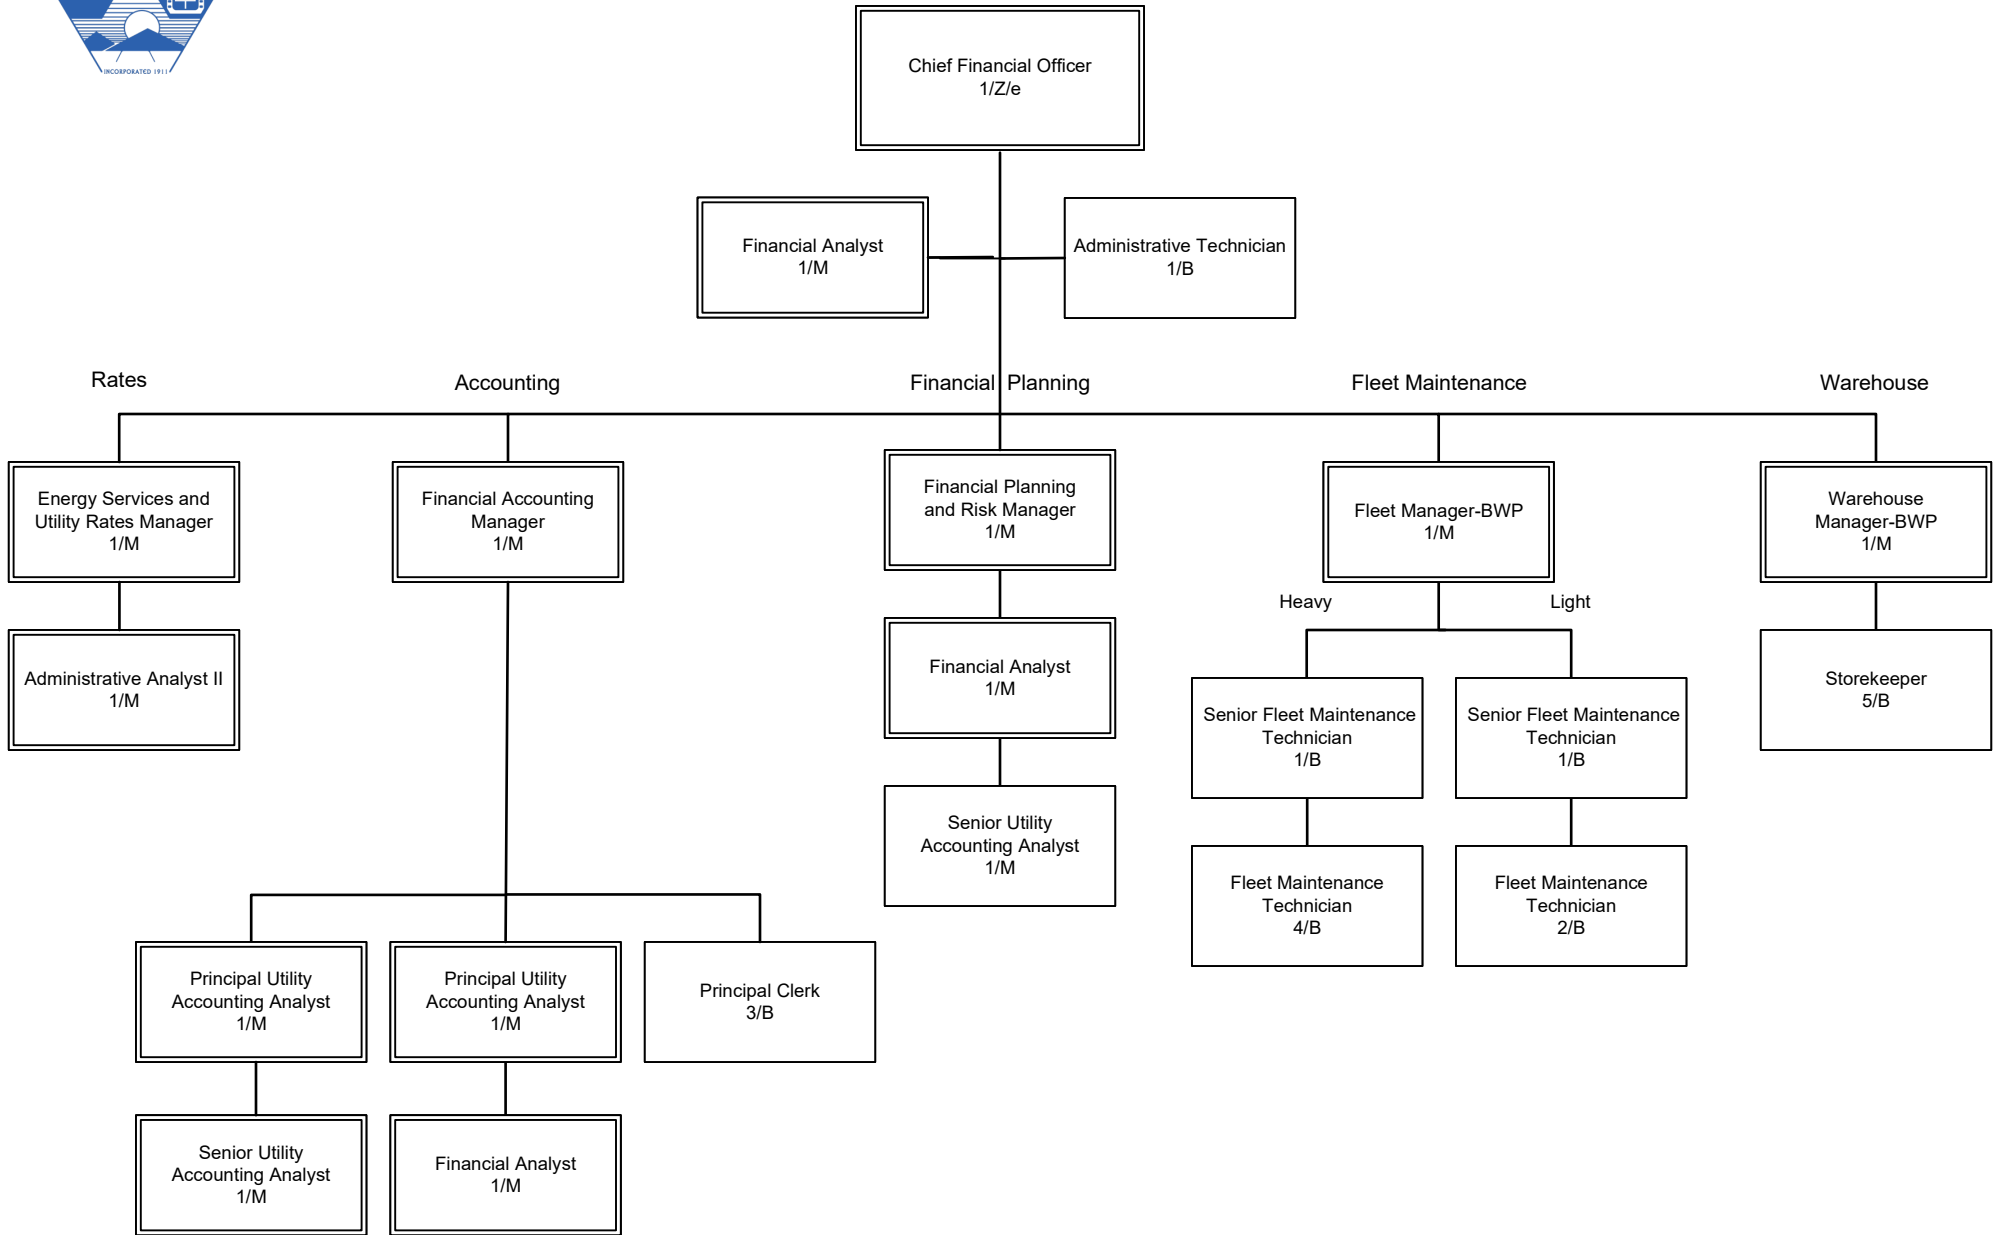 INCORPORATED 1911
Chief Financial Officer
1/Z/e
Financial Analyst
1/M
Administrative Technician
1/B
Rates
Accounting
Financial Planning
Fleet Maintenance
Warehouse
Energy Services and
Utility Rates Manager
1/M
Financial Accounting
Manager
1/M
Financial Planning
and Risk Manager
1/M
Fleet Manager-BWP
1/M
Warehouse
Manager-BWP
1/M
Heavy
Light
Administrative Analyst II
1/M
Financial Analyst
1/M
Senior Fleet Maintenance
Technician
1/B
Senior Fleet Maintenance
Technician
1/B
Storekeeper
5/B
Senior Utility
Accounting Analyst
1/M
Fleet Maintenance
Technician
4/B
Fleet Maintenance
Technician
2/B
Principal Utility
Accounting Analyst
1/M
Principal Utility
Accounting Analyst
1/M
Principal Clerk
3/B
Senior Utility
Accounting Analyst
1/M
Financial Analyst
1/M